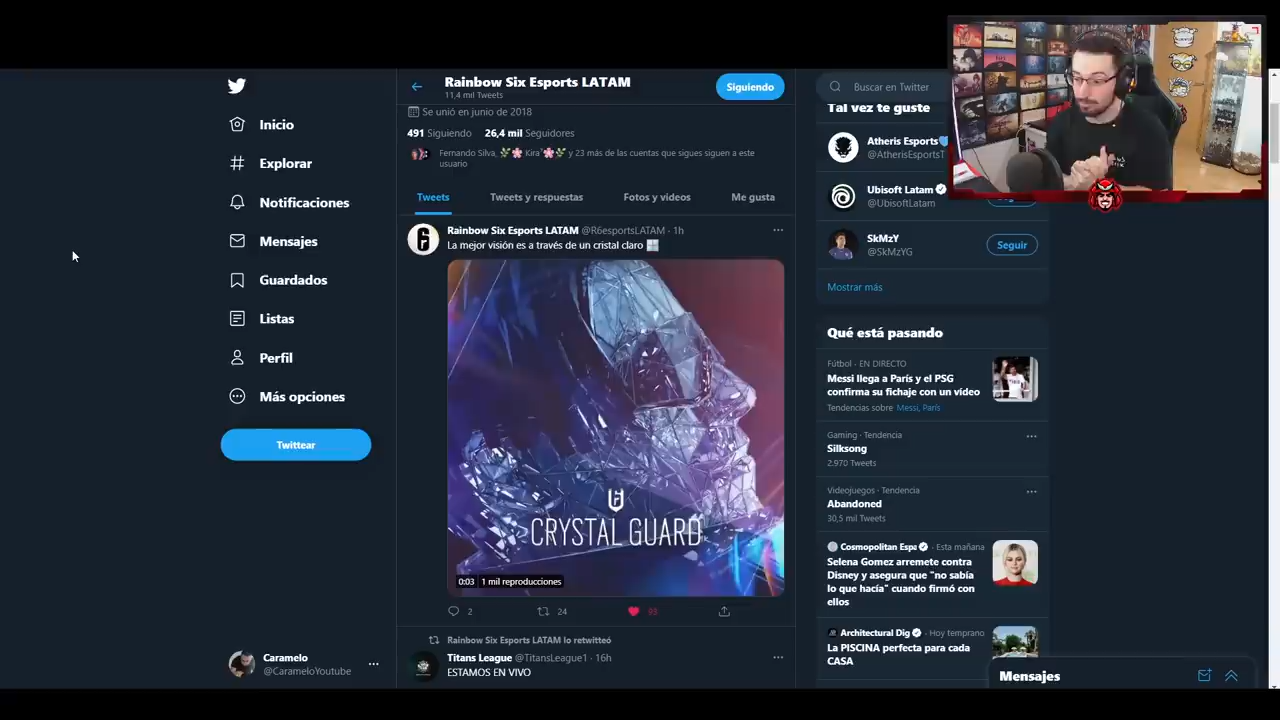 Inicio
Explorar
Notificaciones
Mensajes
Guardados
Listas
Perfil
Más opciones
Twittear
Caramelo
@CarameloYoutube
Rainbow Six Esports LATAM
11,4 mil Tweets
Siguiendo
Se unió en junio de 2018
491 Siguiendo 26,4 mil Seguidores
Fernando Silva, 🌿🌸 Kira 🌸🌿 y 23 más de las cuentas que sigues siguen a este
usuario
Tweets Tweets y respuestas Fotos y videos Me gusta
Rainbow Six Esports LATAM @R6esportsLATAM · 1h
La mejor visión es a través de un cristal claro 🪟
CRYSTAL GUARD
0:03 1 mil reproducciones
2 24 93
Rainbow Six Esports LATAM lo retwitteó
Titans League @TitansLeague1 · 16h
ESTAMOS EN VIVO
Buscar en Twitter
Tal vez te guste
Atheris Esports
@AtherisEsportsT
Ubisoft Latam
@UbisoftLatam
SkMzY
@SkMzYG
Seguir
Mostrar más
Qué está pasando
Fútbol · EN DIRECTO
Messi llega a París y el PSG
confirma su fichaje con un vídeo
Tendencias sobre Messi, París
Gaming · Tendencia
Silksong
2.970 Tweets
Videojuegos · Tendencia
Abandoned
30,5 mil Tweets
Cosmopolitan Espa · Esta mañana
Selena Gomez arremete contra
Disney y asegura que "no sabía
lo que hacía" cuando firmó con
ellos
Architectural Dig · Hoy temprano
La PISCINA perfecta para cada
CASA
Mensajes